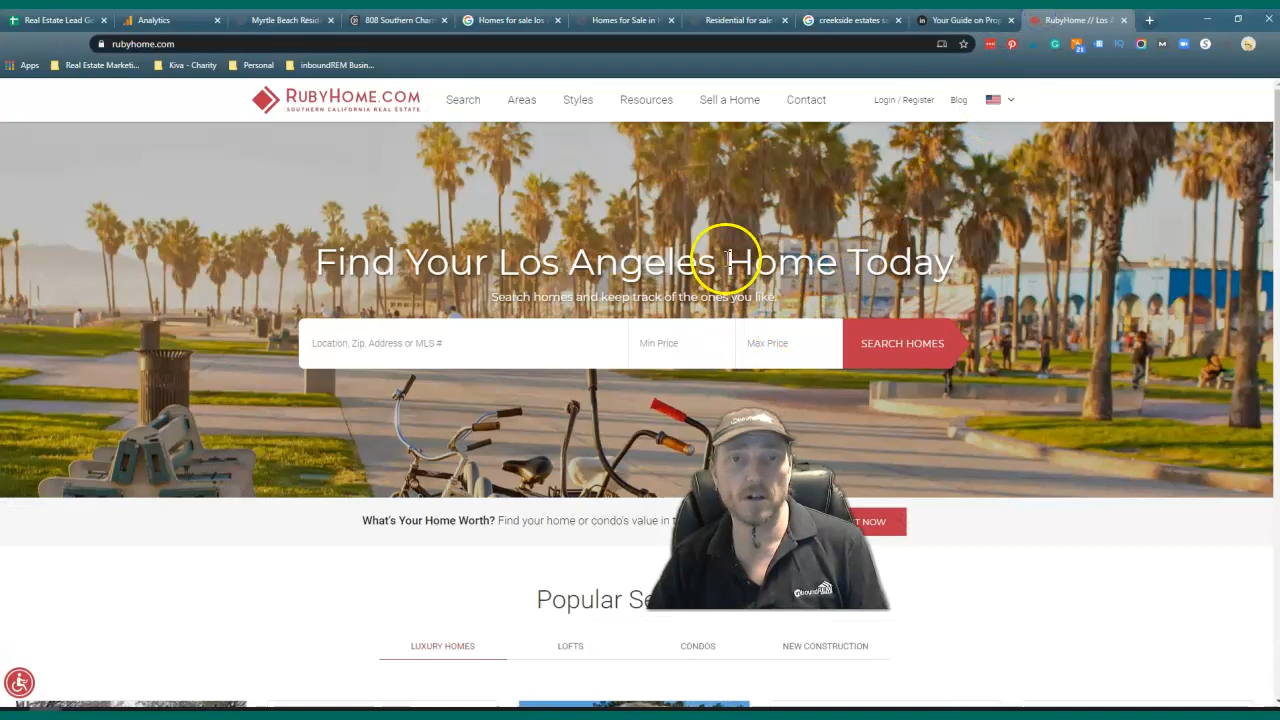 Real Estate Lead Ge
Analytics
Myrtle Beach Resid
808 Southern Char
Homes for sale los
Homes for Sale in H
Residential for sale
creekside estates sa
Your Guide on Prop
RubyHome // Los A
rubyhome.com
21
Apps
Real Estate Marketi...
Kiva - Charity
Personal
inboundREM Busin...
RUBYHOME.COM
SOUTHERN CALIFORNIA REAL ESTATE
Search
Areas
Styles
Resources
Sell a Home
Contact
Login / Register
Blog
Find Your Los Angeles Home Today
Search homes and keep track of the ones you like.
Location, Zip, Address or MLS #
Min Price
Max Price
SEARCH HOMES
What's Your Home Worth? Find your home or condo's value in
T NOW
Popular Se
LUXURY HOMES
LOFTS
CONDOS
NEW CONSTRUCTION